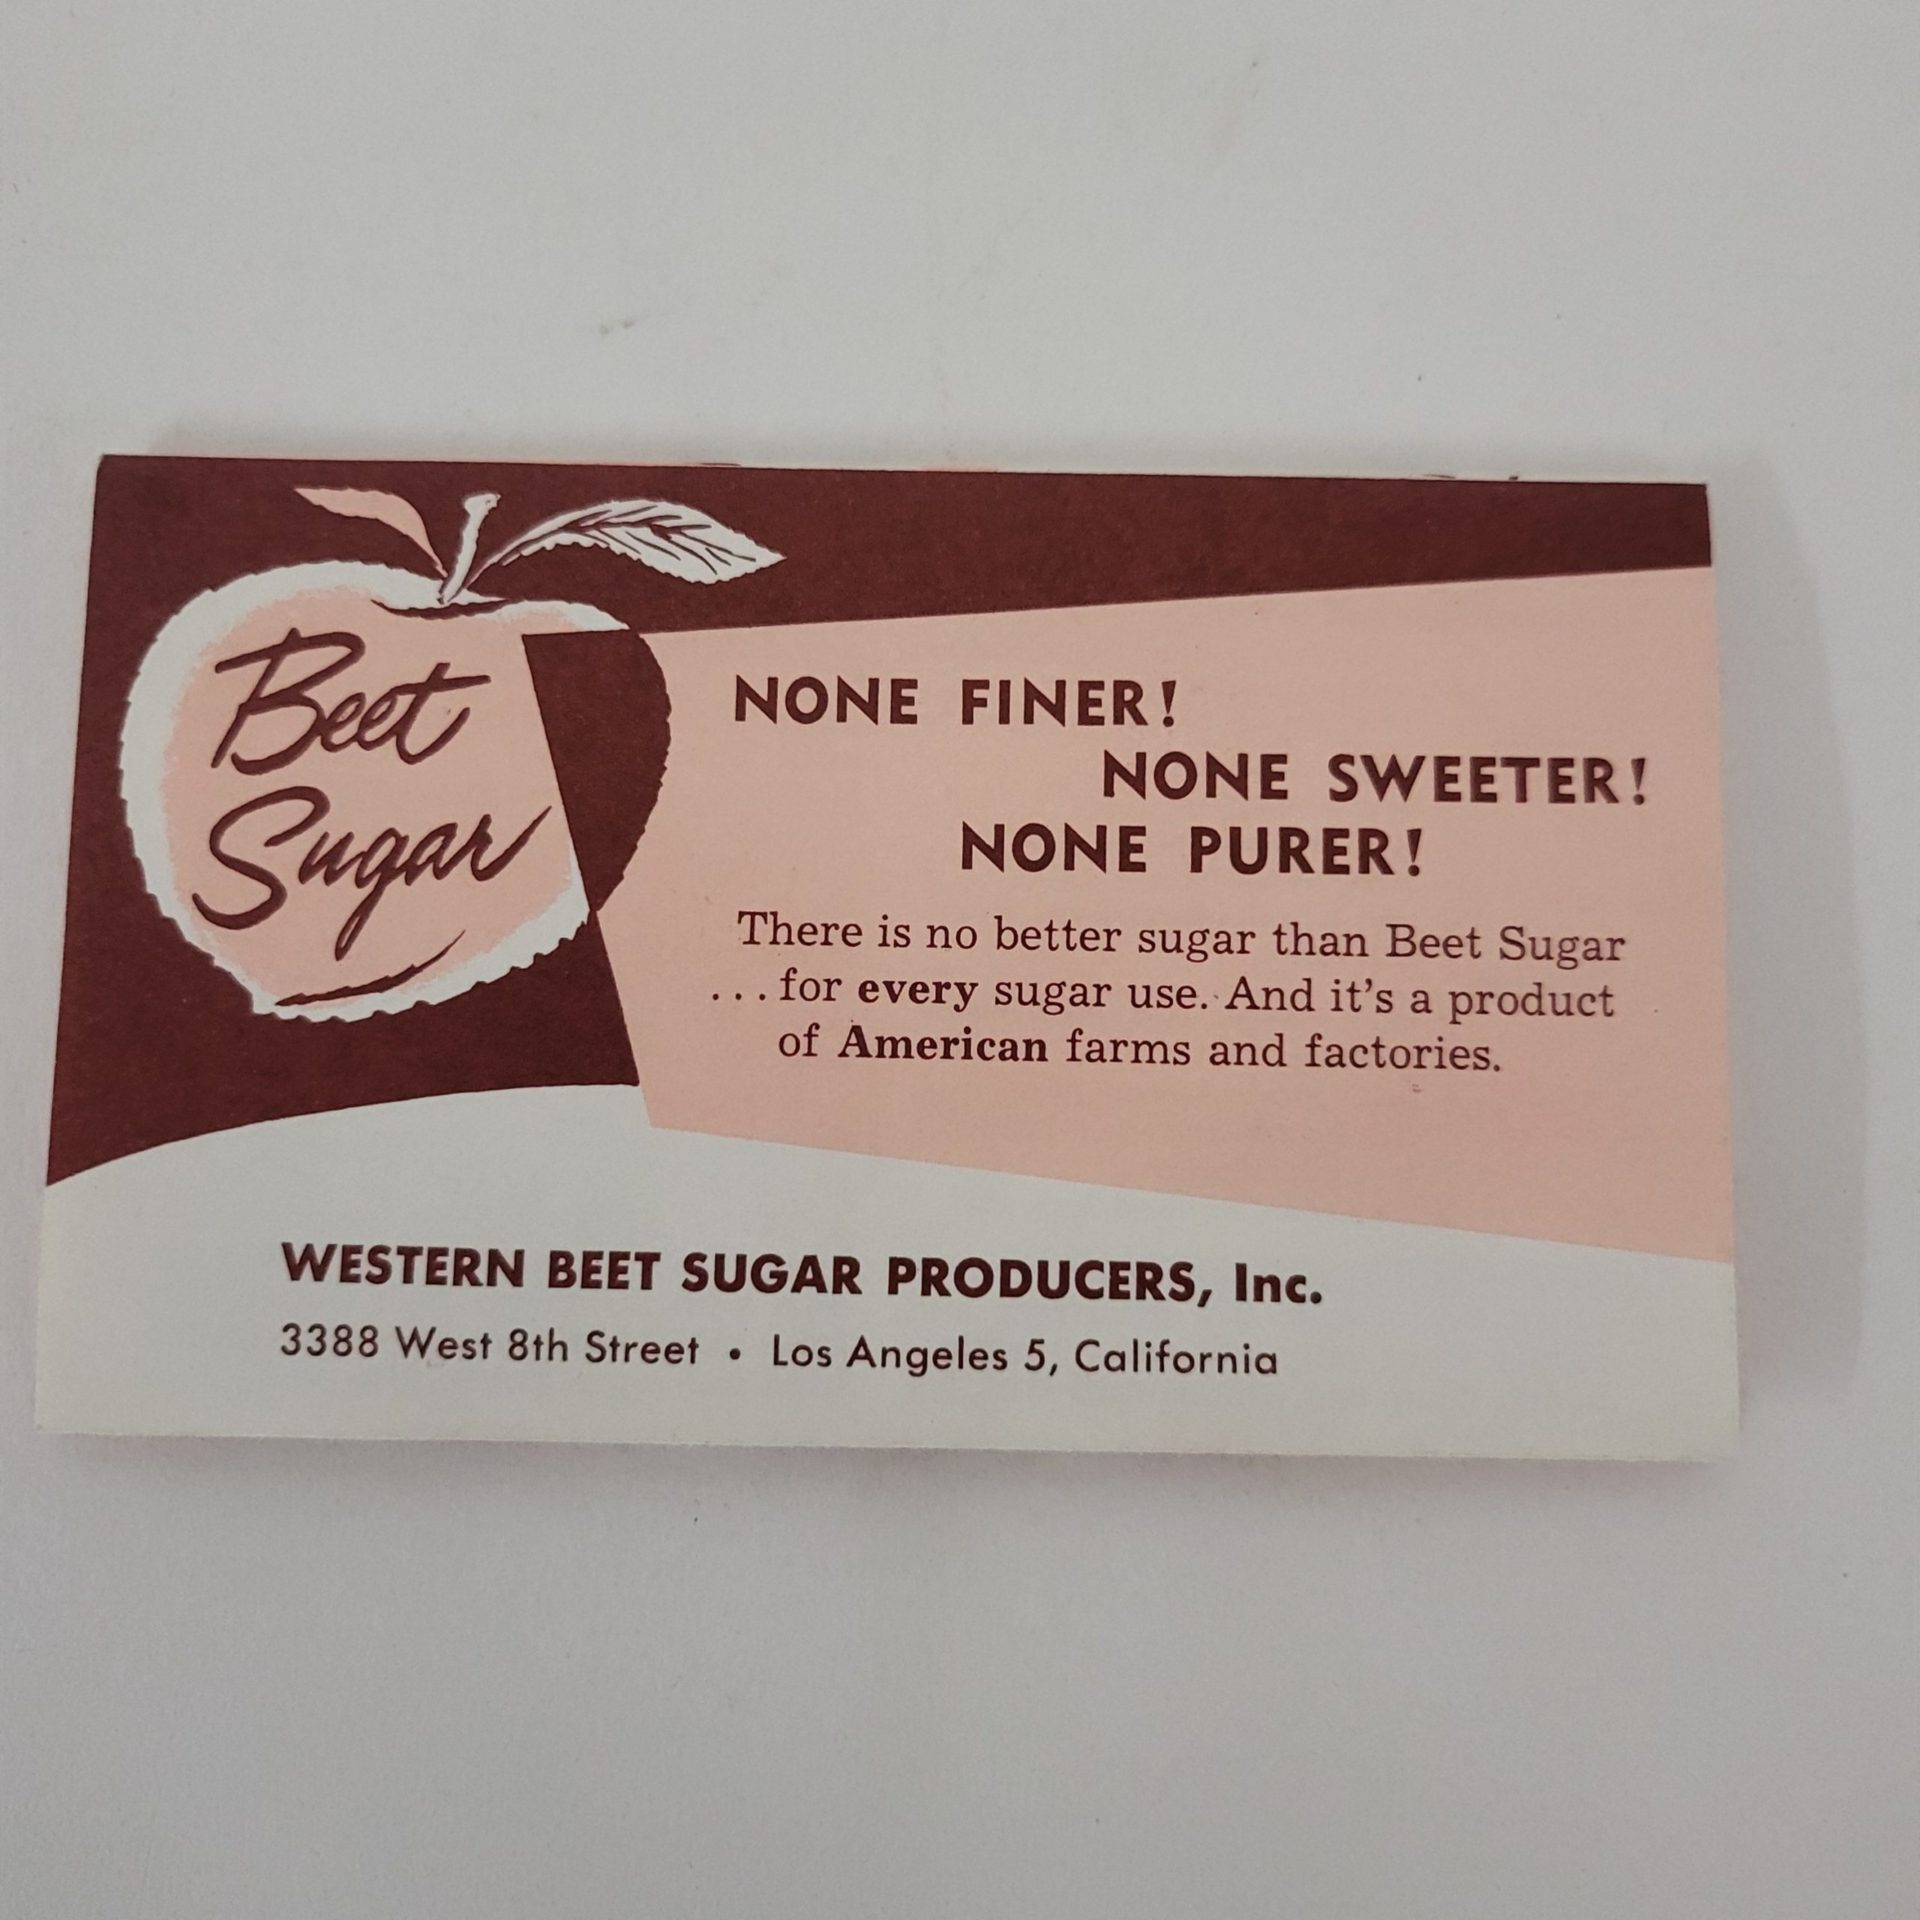 Beet
Sugar
NONE FINER!
NONE SWEETER!
NONE PURER!
There is no better sugar than Beet Sugar
...for every sugar use. And it's a product
of American farms and factories.
WESTERN BEET SUGAR PRODUCERS, Inc.
3388 West 8th Street • Los Angeles 5, California